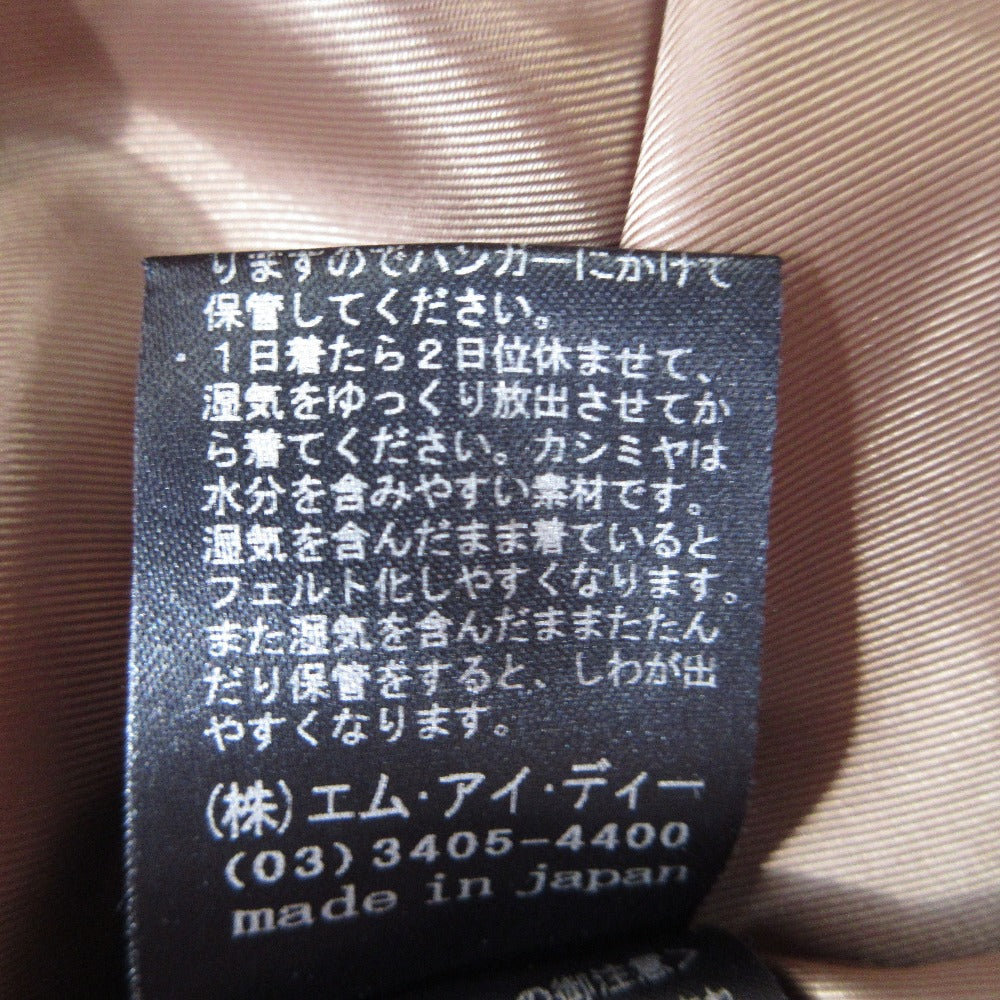 りますのでハンガーにかけて
保管してください。
・１日着たら２日位休ませて、
湿気をゆっくり放出させてか
ら着てください。カシミヤは
水分を含みやすい素材です。
湿気を含んだまま着ていると
フェルト化しやすくなります。
また湿気を含んだままたたん
だり保管をすると、しわが出
やすくなります。
(株)エム・アイ・ディー
(03)3405-4400
made in japan
の御注意＞